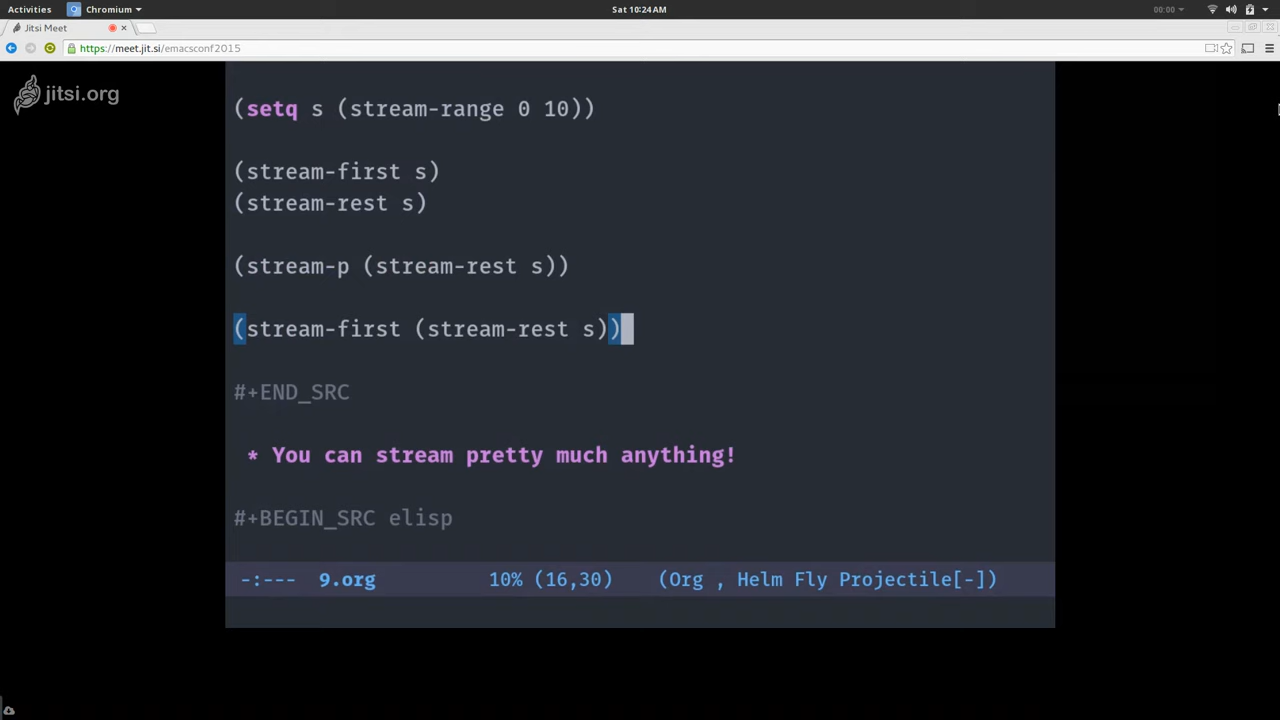 Activities
Chromium
Sat 10:24 AM
00:00
Jitsi Meet
https://meet.jit.si/emacsconf2015
jitsi.org
(setq s (stream-range 0 10))
(stream-first s)
(stream-rest s)
(stream-p (stream-rest s))
(stream-first (stream-rest s))
#+END_SRC
* You can stream pretty much anything!
#+BEGIN_SRC elisp
-:--- 9.org 10% (16,30) (Org , Helm Fly Projectile[-])